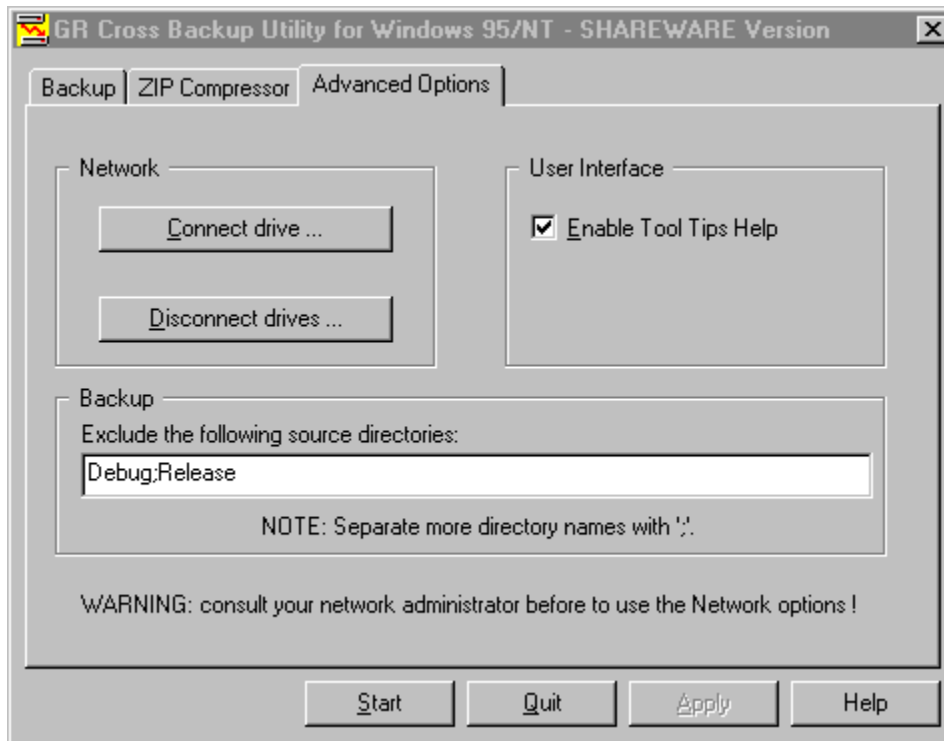 GR Cross Backup Utility for Windows 95/NT - SHAREWARE Version
Backup ZIP Compressor Advanced Options
Network User Interface
Connect drive ... Enable Tool Tips Help
Disconnect drives ...
Backup
Exclude the following source directories:
Debug;Release
NOTE: Separate more directory names with ';'.
WARNING: consult your network administrator before to use the Network options !
Start Quit Apply Help